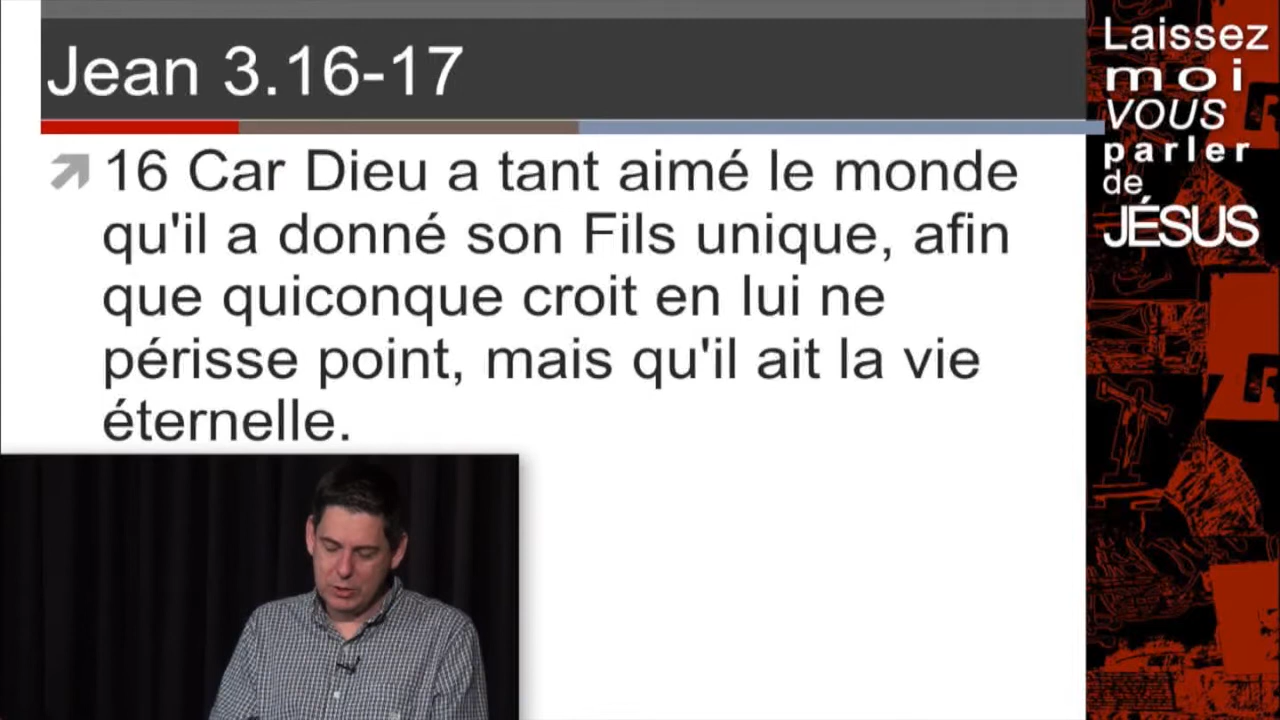 Jean 3.16-17
16 Car Dieu a tant aimé le monde
qu'il a donné son Fils unique, afin
que quiconque croit en lui ne
périsse point, mais qu'il ait la vie
éternelle.
Laissez
moi
VOUS
parler
de
JÉSUS